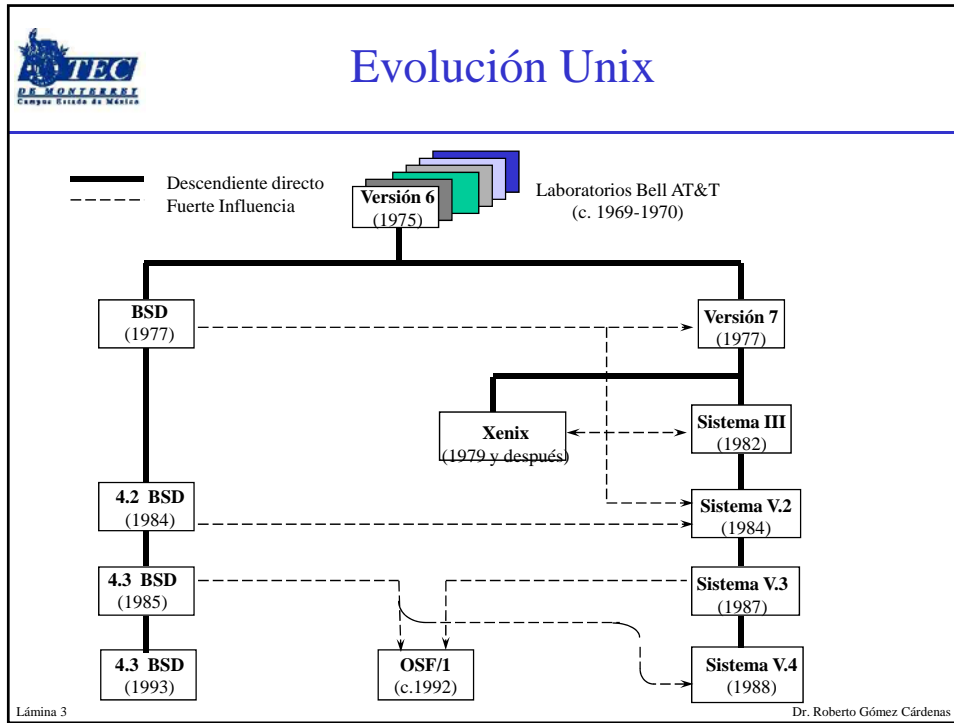 TEC
DE MONTERREY
Campus Estado de México
Evolución Unix
Descendiente directo
Fuerte Influencia
Versión 6
(1975)
Laboratorios Bell AT&T
(c. 1969-1970)
BSD
(1977)
Versión 7
(1977)
Xenix
(1979 y después)
Sistema III
(1982)
4.2 BSD
(1984)
Sistema V.2
(1984)
4.3 BSD
(1985)
Sistema V.3
(1987)
4.3 BSD
(1993)
OSF/1
(c.1992)
Sistema V.4
(1988)
Lámina 3
Dr. Roberto Gómez Cárdenas